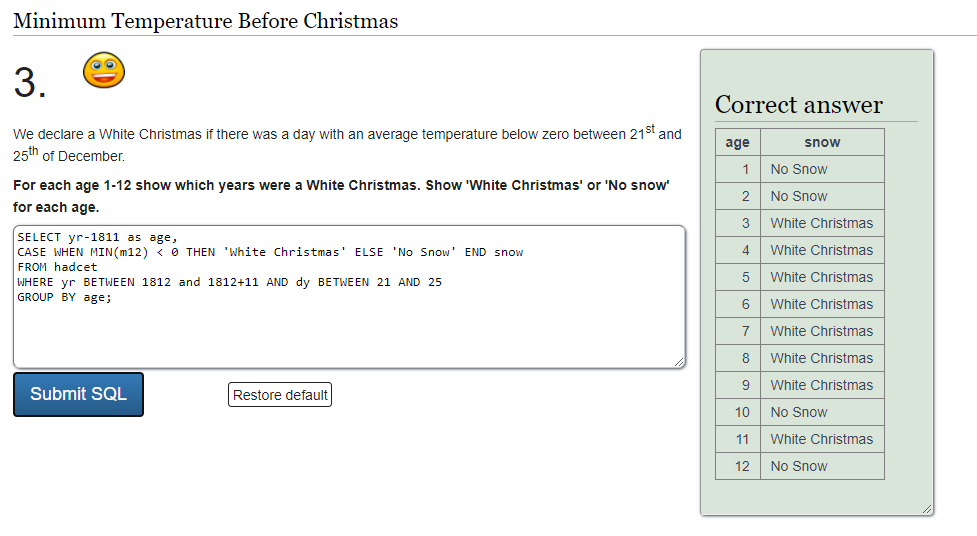 Minimum Temperature Before Christmas
3.
We declare a White Christmas if there was a day with an average temperature below zero between 21st and
25th of December.
For each age 1-12 show which years were a White Christmas. Show 'White Christmas' or 'No snow'
for each age.
SELECT yr-1811 as age,
CASE WHEN MIN(m12) < 0 THEN 'White Christmas' ELSE 'No Snow' END snow
FROM hadcet
WHERE yr BETWEEN 1812 and 1812+11 AND dy BETWEEN 21 AND 25
GROUP BY age;
Submit SQL
Restore default
Correct answer
age snow
1 No Snow
2 No Snow
3 White Christmas
4 White Christmas
5 White Christmas
6 White Christmas
7 White Christmas
8 White Christmas
9 White Christmas
10 No Snow
11 White Christmas
12 No Snow